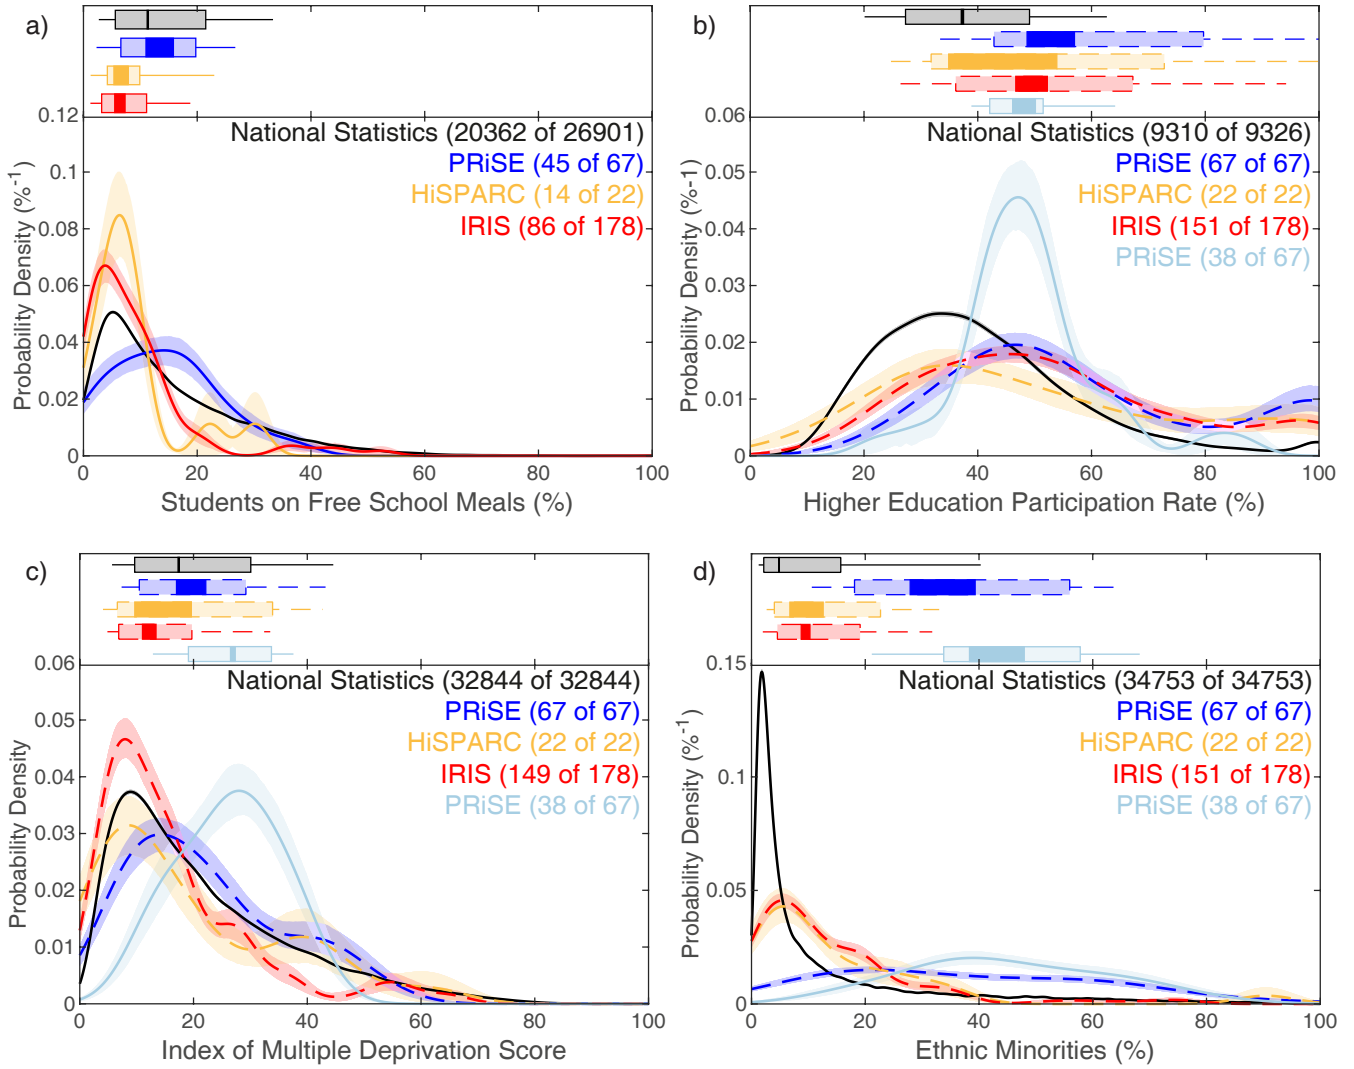 a)
0.12
0.1
0.08
0.06
0.04
0.02
0
Probability Density (%⁻¹)
National Statistics (20362 of 26901)
PRiSE (45 of 67)
HiSPARC (14 of 22)
IRIS (86 of 178)
0 20 40 60 80 100
Students on Free School Meals (%)
b)
0.06
0.05
0.04
0.03
0.02
0.01
0
Probability Density (%-1)
National Statistics (9310 of 9326)
PRiSE (67 of 67)
HiSPARC (22 of 22)
IRIS (151 of 178)
PRiSE (38 of 67)
0 20 40 60 80 100
Higher Education Participation Rate (%)
c)
0.06
0.05
0.04
0.03
0.02
0.01
0
Probability Density
National Statistics (32844 of 32844)
PRiSE (67 of 67)
HiSPARC (22 of 22)
IRIS (149 of 178)
PRiSE (38 of 67)
0 20 40 60 80 100
Index of Multiple Deprivation Score
d)
0.15
0.1
0.05
0
Probability Density (%⁻¹)
National Statistics (34753 of 34753)
PRiSE (67 of 67)
HiSPARC (22 of 22)
IRIS (151 of 178)
PRiSE (38 of 67)
0 20 40 60 80 100
Ethnic Minorities (%)